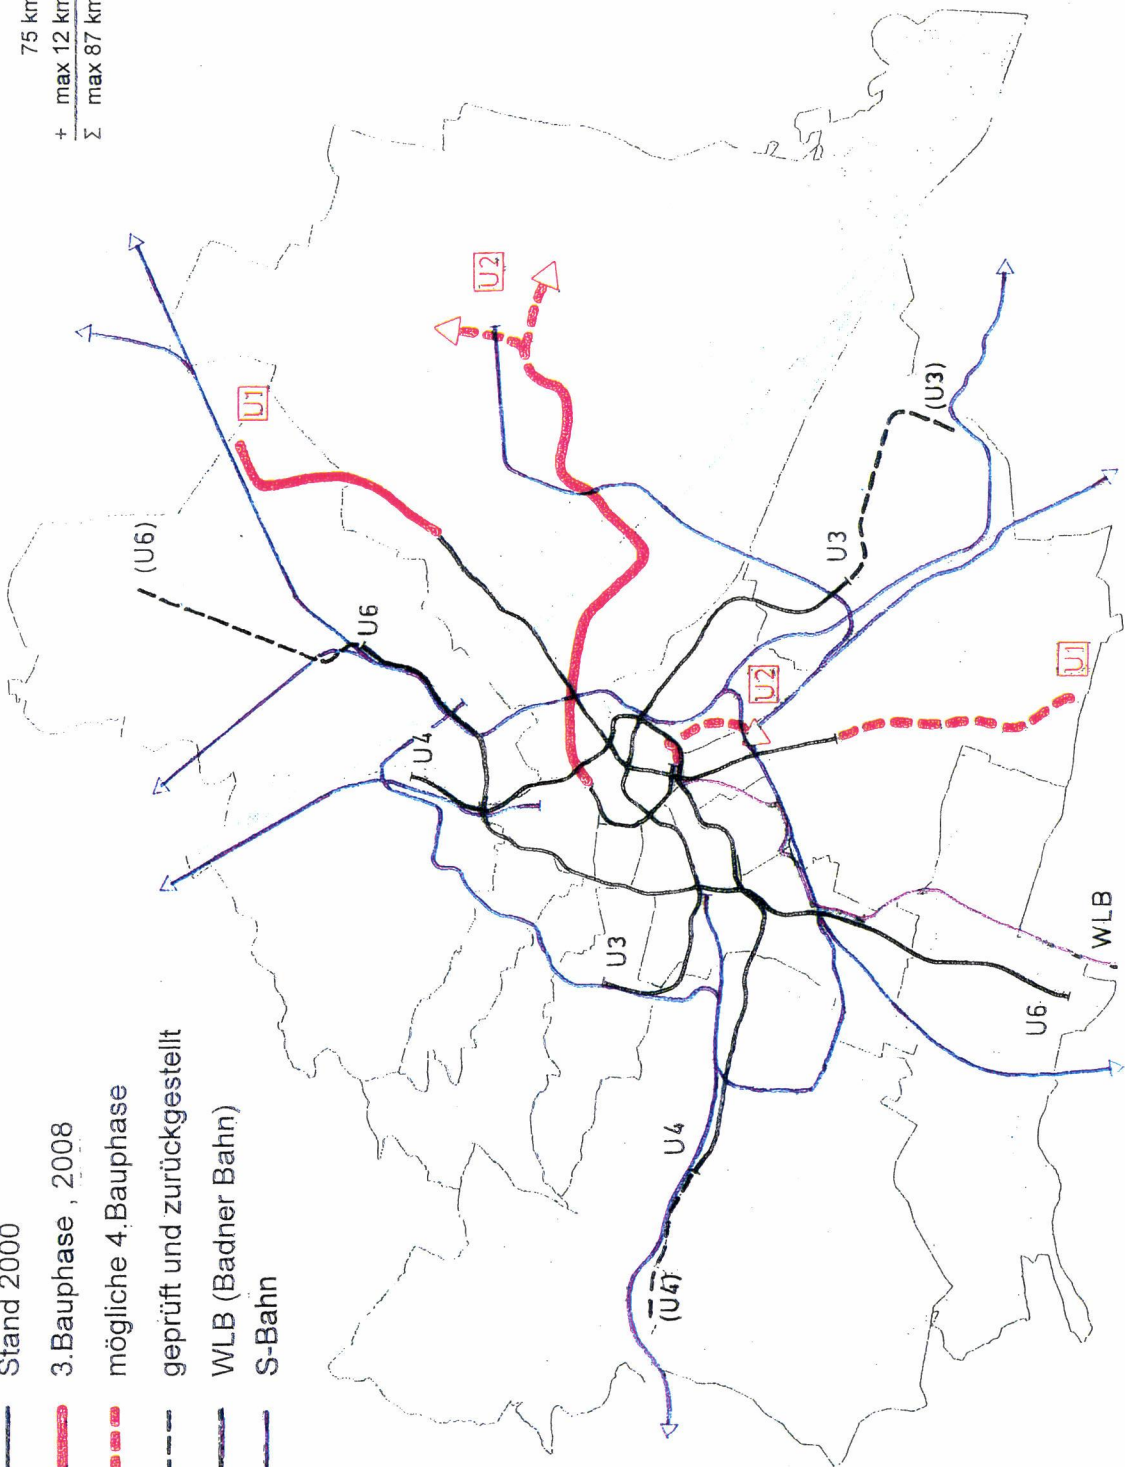 Stand 2000
3.Bauphase , 2008
mögliche 4.Bauphase
geprüft und zurückgestellt
WLB (Badner Bahn)
S-Bahn
75 km
+ max 12 km
Σ max 87 km
(U6)
U1
U2
U6
U4
U3
(U3)
U2
U1
U3
U4
(U4)
U6
WLB